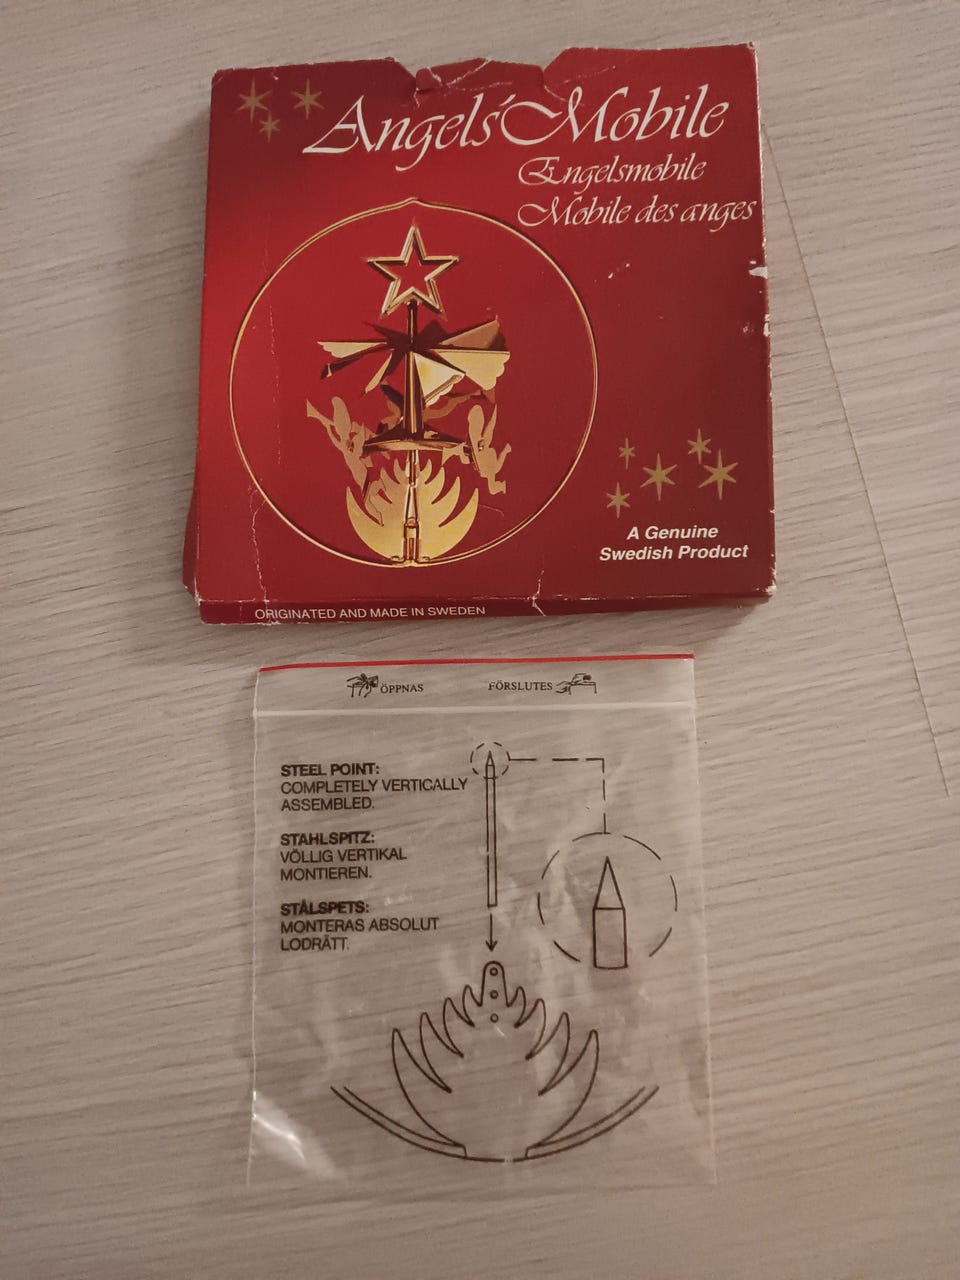 Angels' Mobile
Engelsmobile
Mobile des anges
A Genuine
Swedish Product
ORIGINATED AND MADE IN SWEDEN
ÖPPNAS
FÖRSLUTES
STEEL POINT:
COMPLETELY VERTICALLY
ASSEMBLED.
STAHLSPITZ:
VÖLLIG VERTIKAL
MONTIEREN.
STÅLSPETS:
MONTERAS ABSOLUT
LODRÄTT.